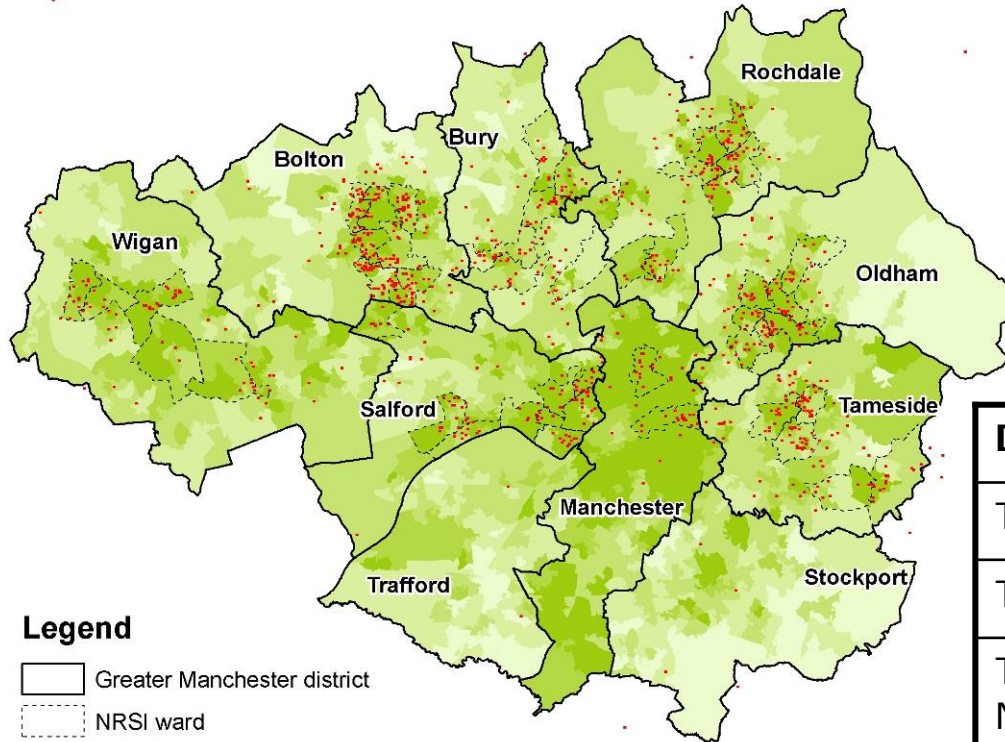 Rochdale
Bury
Bolton
Wigan
Oldham
Salford
Tameside
Manchester
Trafford
Stockport
Legend
Greater Manchester district
NRSI ward